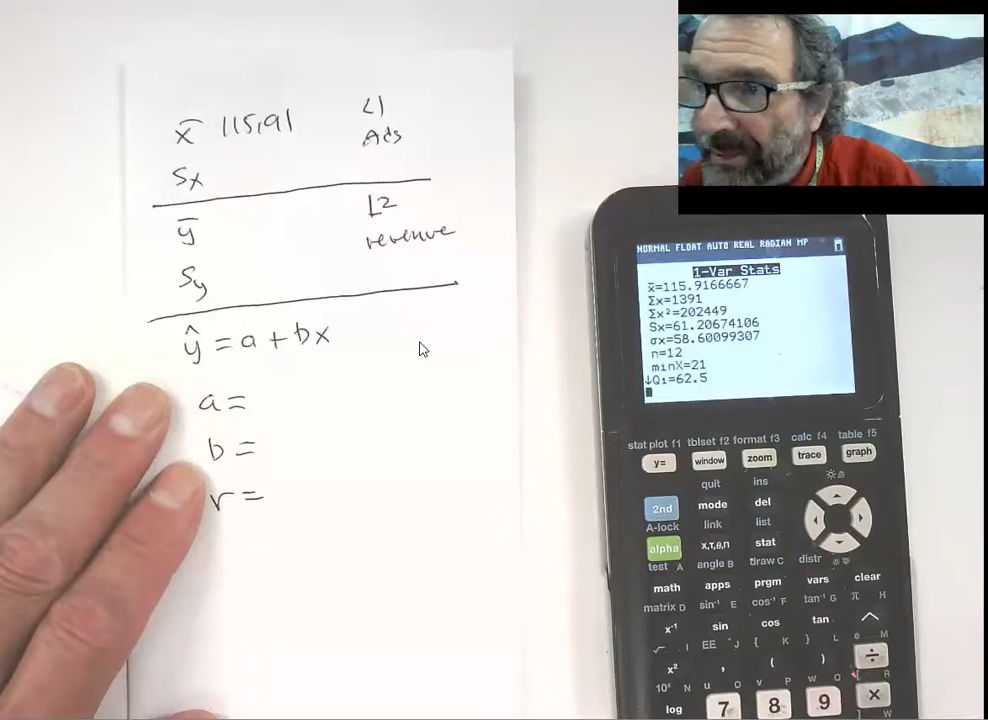 x̄ 115.91 L1
Ads
Sx
ȳ L2
revenue
Sy
ŷ = a + bx
a =
b =
r =
NORMAL FLOAT AUTO REAL RADIAN MP
1-Var Stats
x̄=115.9166667
Σx=1391
Σx²=202449
Sx=61.20674106
σx=58.60099307
n=12
minX=21
↓Q₁=62.5
stat plot f1 tblset f2 format f3 calc f4 table f5
y= window zoom trace graph
quit ins
2nd mode del
A-lock link list
alpha X,T,θ,n stat
test A angle B draw C distr
math apps prgm vars clear
matrix D sin⁻¹ E cos⁻¹ F tan⁻¹ G π H
x⁻¹ sin cos tan ^
√ I EE J { K } L e M
x² , ( ) ÷
10ˣ N u O v P w Q [ R
log 7 8 9 ×
] W